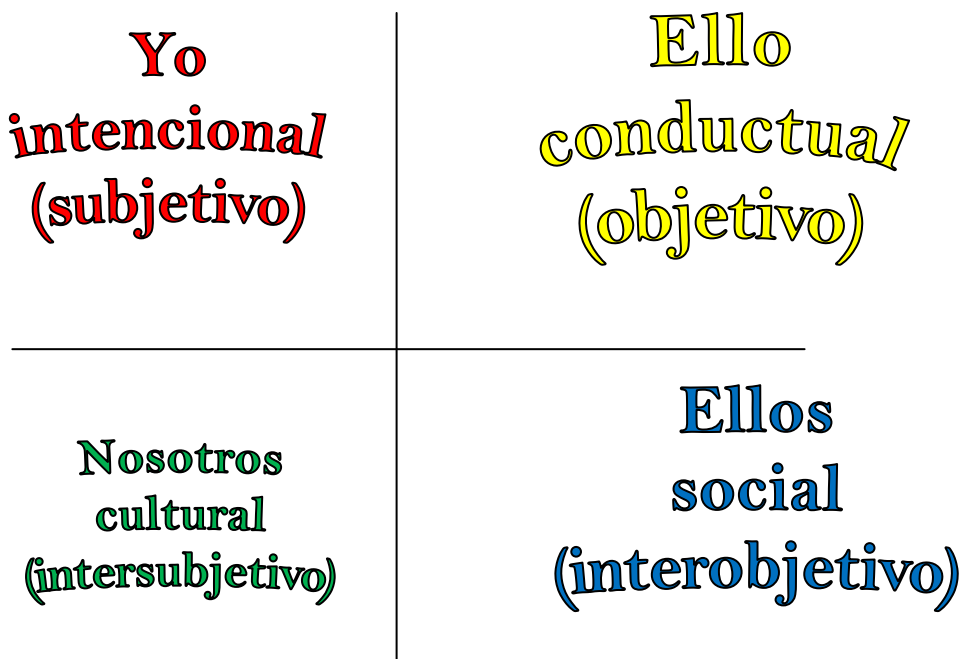 Yo
intencional
(subjetivo)
Ello
conductual
(objetivo)
Nosotros
cultural
(intersubjetivo)
Ellos
social
(interobjetivo)